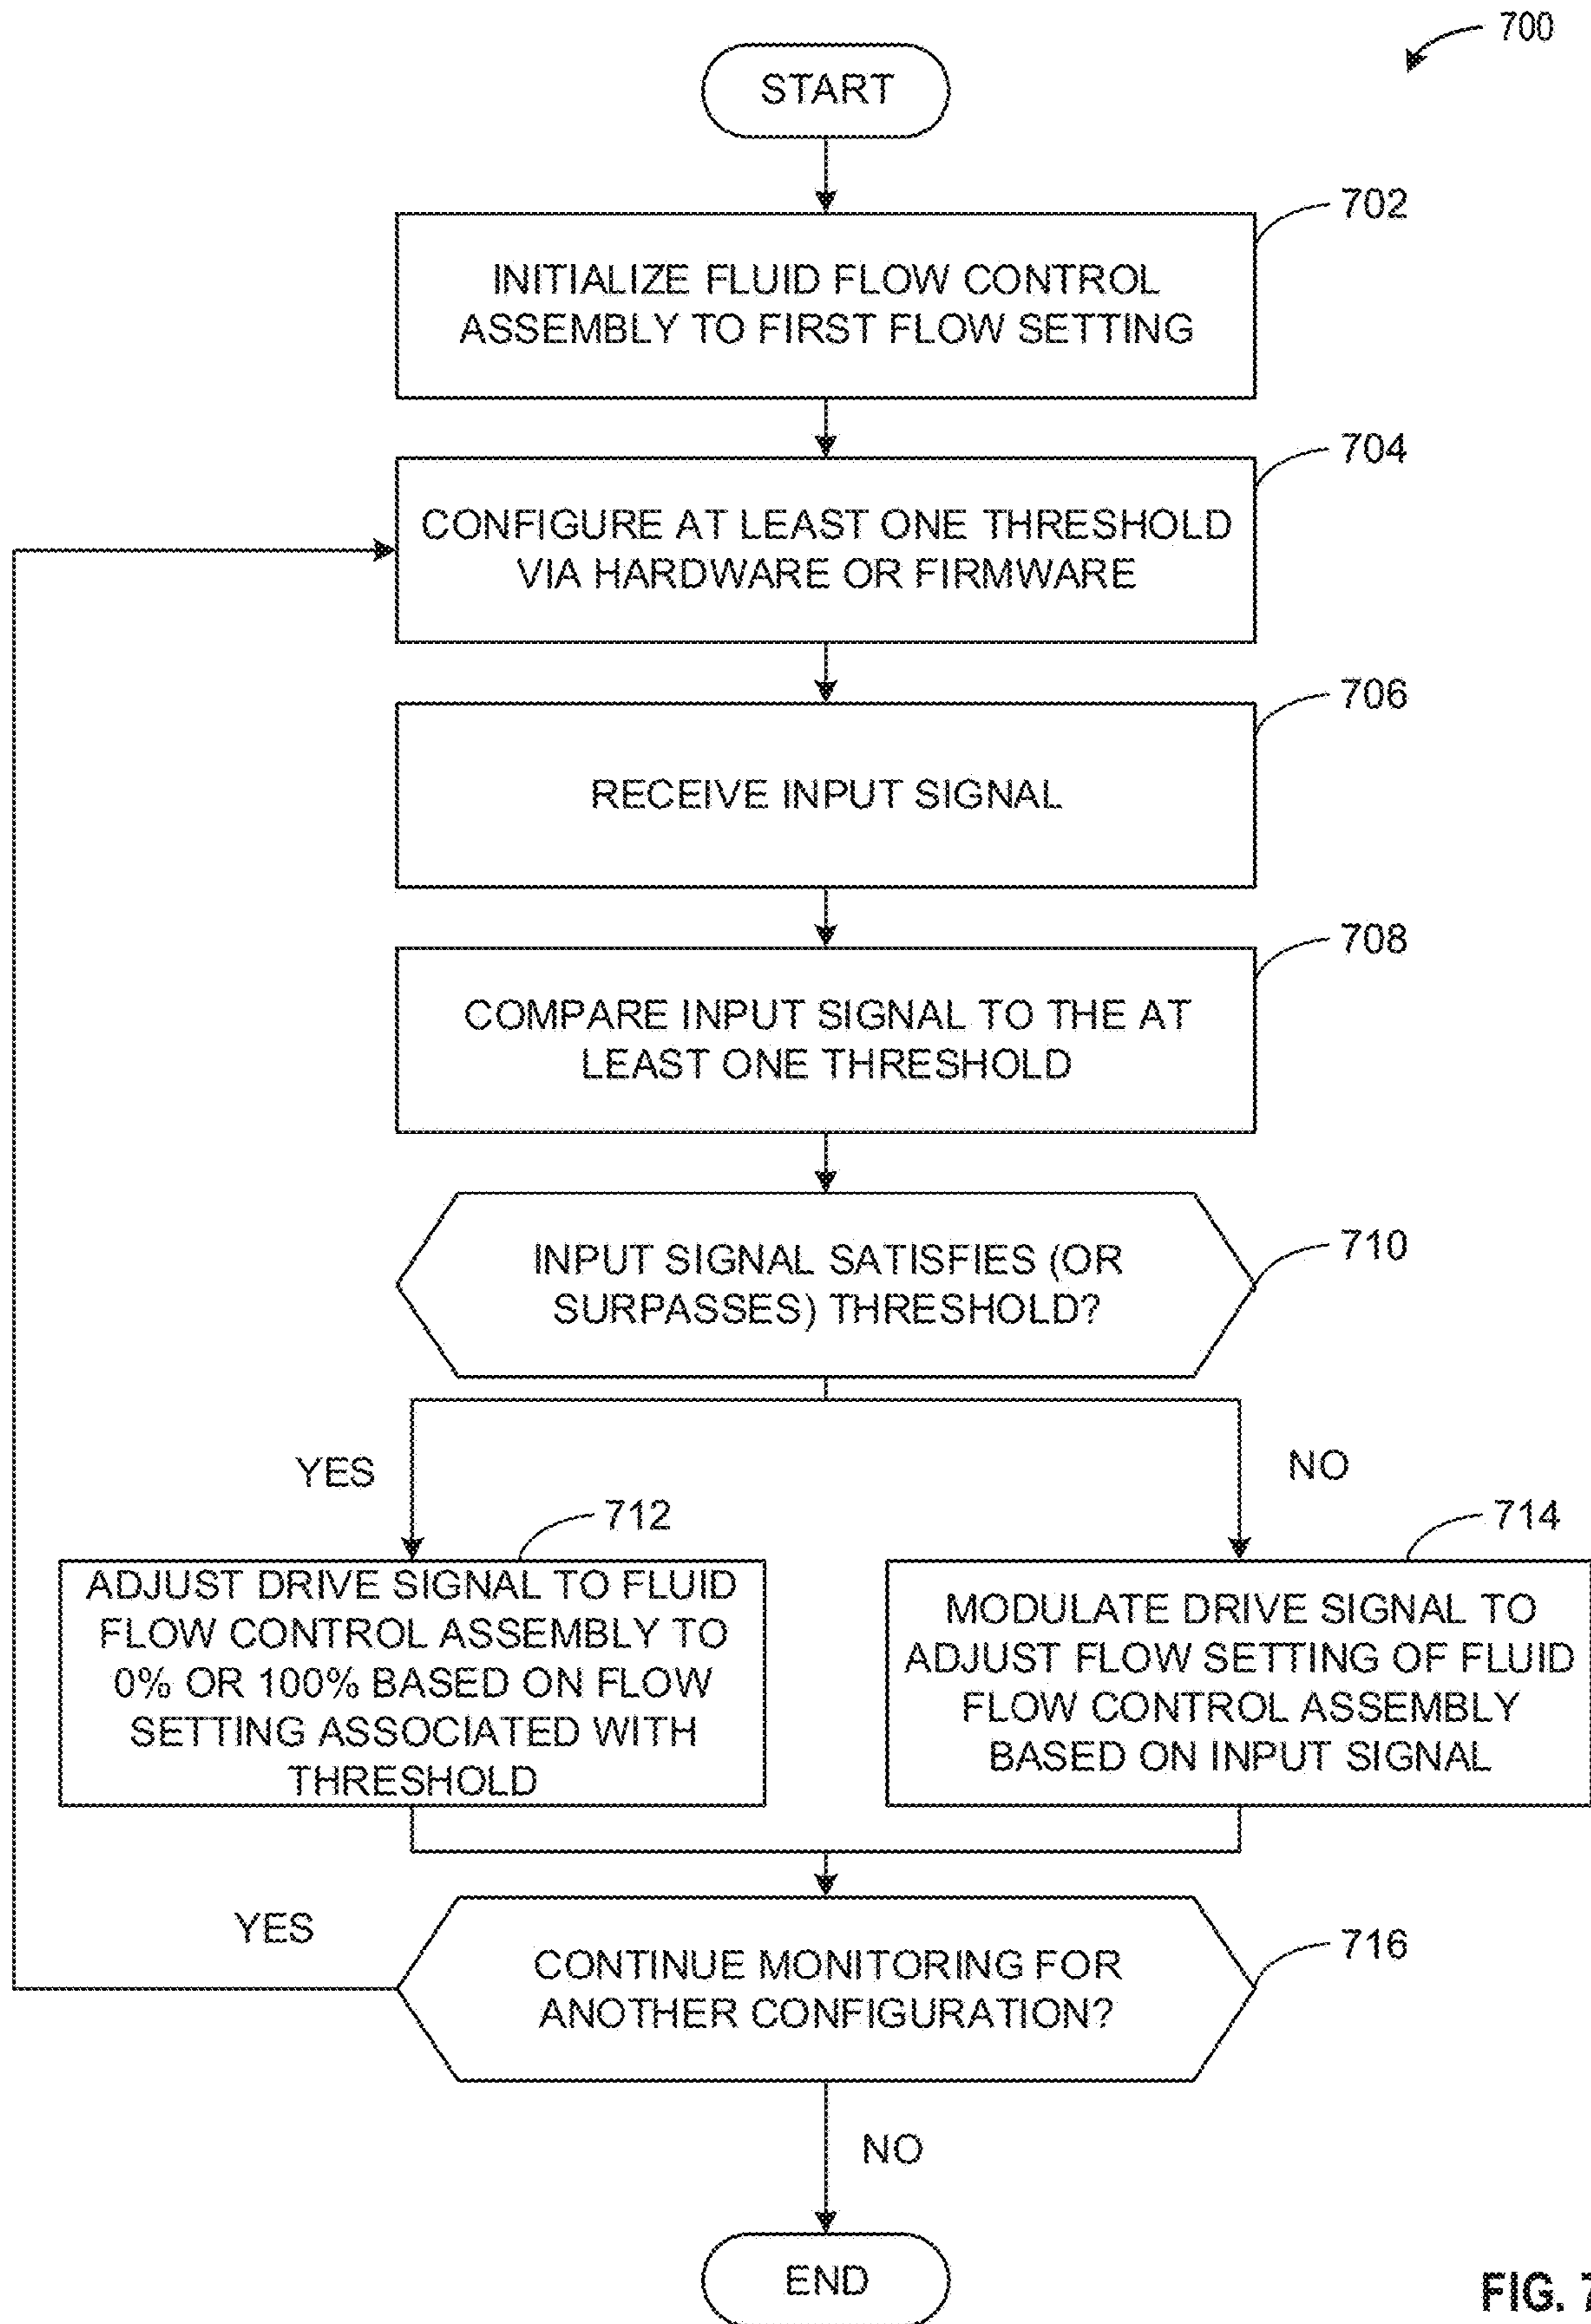 700
START
702
INITIALIZE FLUID FLOW CONTROL
ASSEMBLY TO FIRST FLOW SETTING
704
CONFIGURE AT LEAST ONE THRESHOLD
VIA HARDWARE OR FIRMWARE
706
RECEIVE INPUT SIGNAL
708
COMPARE INPUT SIGNAL TO THE AT
LEAST ONE THRESHOLD
710
INPUT SIGNAL SATISFIES (OR
SURPASSES) THRESHOLD?
YES
NO
712
ADJUST DRIVE SIGNAL TO FLUID
FLOW CONTROL ASSEMBLY TO
0% OR 100% BASED ON FLOW
SETTING ASSOCIATED WITH
THRESHOLD
714
MODULATE DRIVE SIGNAL TO
ADJUST FLOW SETTING OF FLUID
FLOW CONTROL ASSEMBLY
BASED ON INPUT SIGNAL
YES
716
CONTINUE MONITORING FOR
ANOTHER CONFIGURATION?
NO
END
FIG. 7